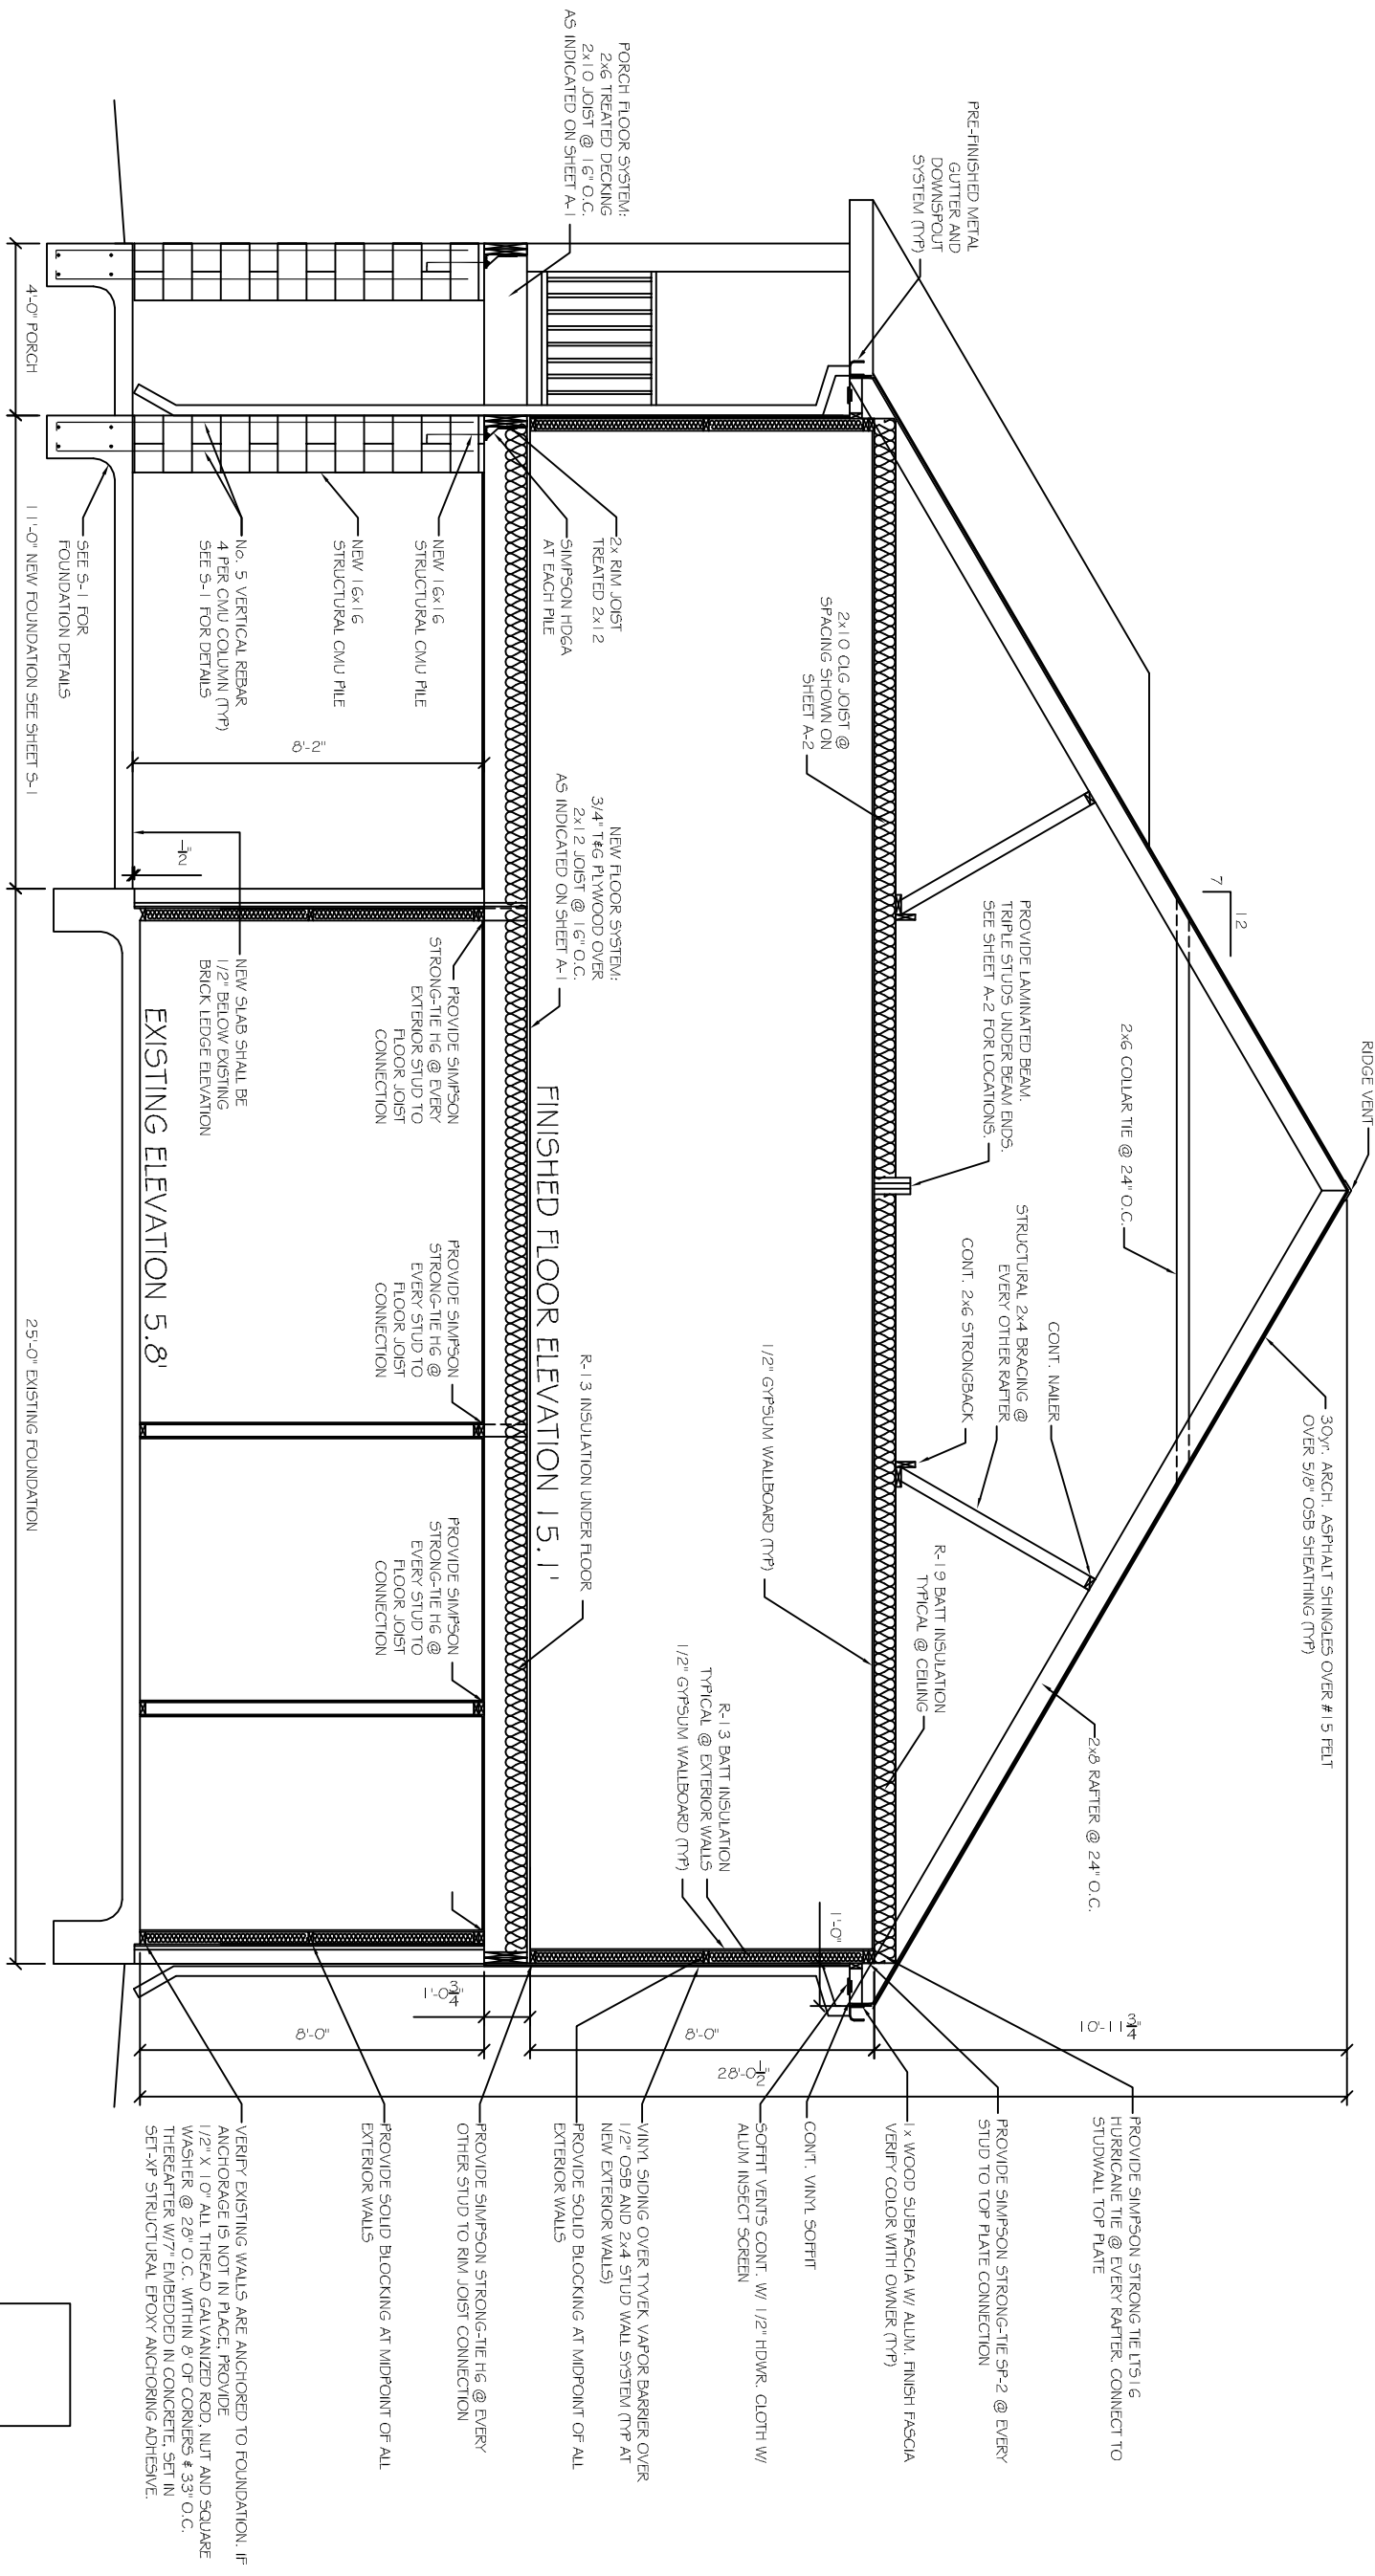 RIDGE VENT
30yr. ARCH. ASPHALT SHINGLES OVER #15 FELT
OVER 5/8" OSB SHEATHING (TYP)
12
7
2x6 COLLAR TIE @ 24" O.C.
2x8 RAFTER @ 24" O.C.
PRE-FINISHED METAL
GUTTER AND
DOWNSPOUT
SYSTEM (TYP)
PROVIDE LAMINATED BEAM.
TRIPLE STUDS UNDER BEAM ENDS.
SEE SHEET A-2 FOR LOCATIONS.
CONT. NAILER
STRUCTURAL 2x4 BRACING @
EVERY OTHER RAFTER
CONT. 2x6 STRONGBACK
R-19 BATT INSULATION
TYPICAL @ CEILING
2x10 CLG JOIST @
SPACING SHOWN ON
SHEET A-2
1/2" GYPSUM WALLBOARD (TYP)
R-13 BATT INSULATION
TYPICAL @ EXTERIOR WALLS
1/2" GYPSUM WALLBOARD (TYP)
1'-0"
10'-11 3/4"
28'-0 1/2"
8'-0"
1'-0 3/4"
8'-0"
PROVIDE SIMPSON STRONG TIE LTS16
HURRICANE TIE @ EVERY RAFTER. CONNECT TO
STUDWALL TOP PLATE
PROVIDE SIMPSON STRONG-TIE SP-2 @ EVERY
STUD TO TOP PLATE CONNECTION
1x WOOD SUBFASCIA W/ ALUM. FINISH FASCIA
VERIFY COLOR WITH OWNER (TYP)
CONT. VINYL SOFFIT
SOFFIT VENTS CONT. W/ 1/2" HDWR. CLOTH W/
ALUM INSECT SCREEN
VINYL SIDING OVER TYVEK VAPOR BARRIER OVER
1/2" OSB AND 2x4 STUD WALL SYSTEM (TYP AT
NEW EXTERIOR WALLS)
PROVIDE SOLID BLOCKING AT MIDPOINT OF ALL
EXTERIOR WALLS
PROVIDE SIMPSON STRONG-TIE H6 @ EVERY
OTHER STUD TO RIM JOIST CONNECTION
PROVIDE SOLID BLOCKING AT MIDPOINT OF ALL
EXTERIOR WALLS
VERIFY EXISTING WALLS ARE ANCHORED TO FOUNDATION. IF
ANCHORAGE IS NOT IN PLACE, PROVIDE
1/2" X 10" ALL THREAD GALVANIZED ROD, NUT AND SQUARE
WASHER @ 28" O.C. WITHIN 8' OF CORNERS & 33" O.C.
THEREAFTER W/7" EMBEDDED IN CONCRETE, SET IN
SET-XP STRUCTURAL EPOXY ANCHORING ADHESIVE.
PORCH FLOOR SYSTEM:
2x6 TREATED DECKING
2x10 JOIST @ 16" O.C.
AS INDICATED ON SHEET A-1
2x RIM JOIST
TREATED 2x12
SIMPSON HD6A
AT EACH PILE
NEW FLOOR SYSTEM:
3/4" T&G PLYWOOD OVER
2x12 JOIST @ 16" O.C.
AS INDICATED ON SHEET A-1
FINISHED FLOOR ELEVATION 15.1'
R-13 INSULATION UNDER FLOOR
NEW 16x16
STRUCTURAL CMU PILE
NEW 16x16
STRUCTURAL CMU PILE
No. 5 VERTICAL REBAR
4 PER CMU COLUMN (TYP)
SEE S-1 FOR DETAILS
SEE S-1 FOR
FOUNDATION DETAILS
8'-2"
1/2"
PROVIDE SIMPSON
STRONG-TIE H6 @ EVERY
EXTERIOR STUD TO
FLOOR JOIST
CONNECTION
PROVIDE SIMPSON
STRONG-TIE H6 @
EVERY STUD TO
FLOOR JOIST
CONNECTION
PROVIDE SIMPSON
STRONG-TIE H6 @
EVERY STUD TO
FLOOR JOIST
CONNECTION
NEW SLAB SHALL BE
1/2" BELOW EXISTING
BRICK LEDGE ELEVATION
EXISTING ELEVATION 5.8'
4'-0" PORCH
11'-0" NEW FOUNDATION SEE SHEET S-1
25'-0" EXISTING FOUNDATION